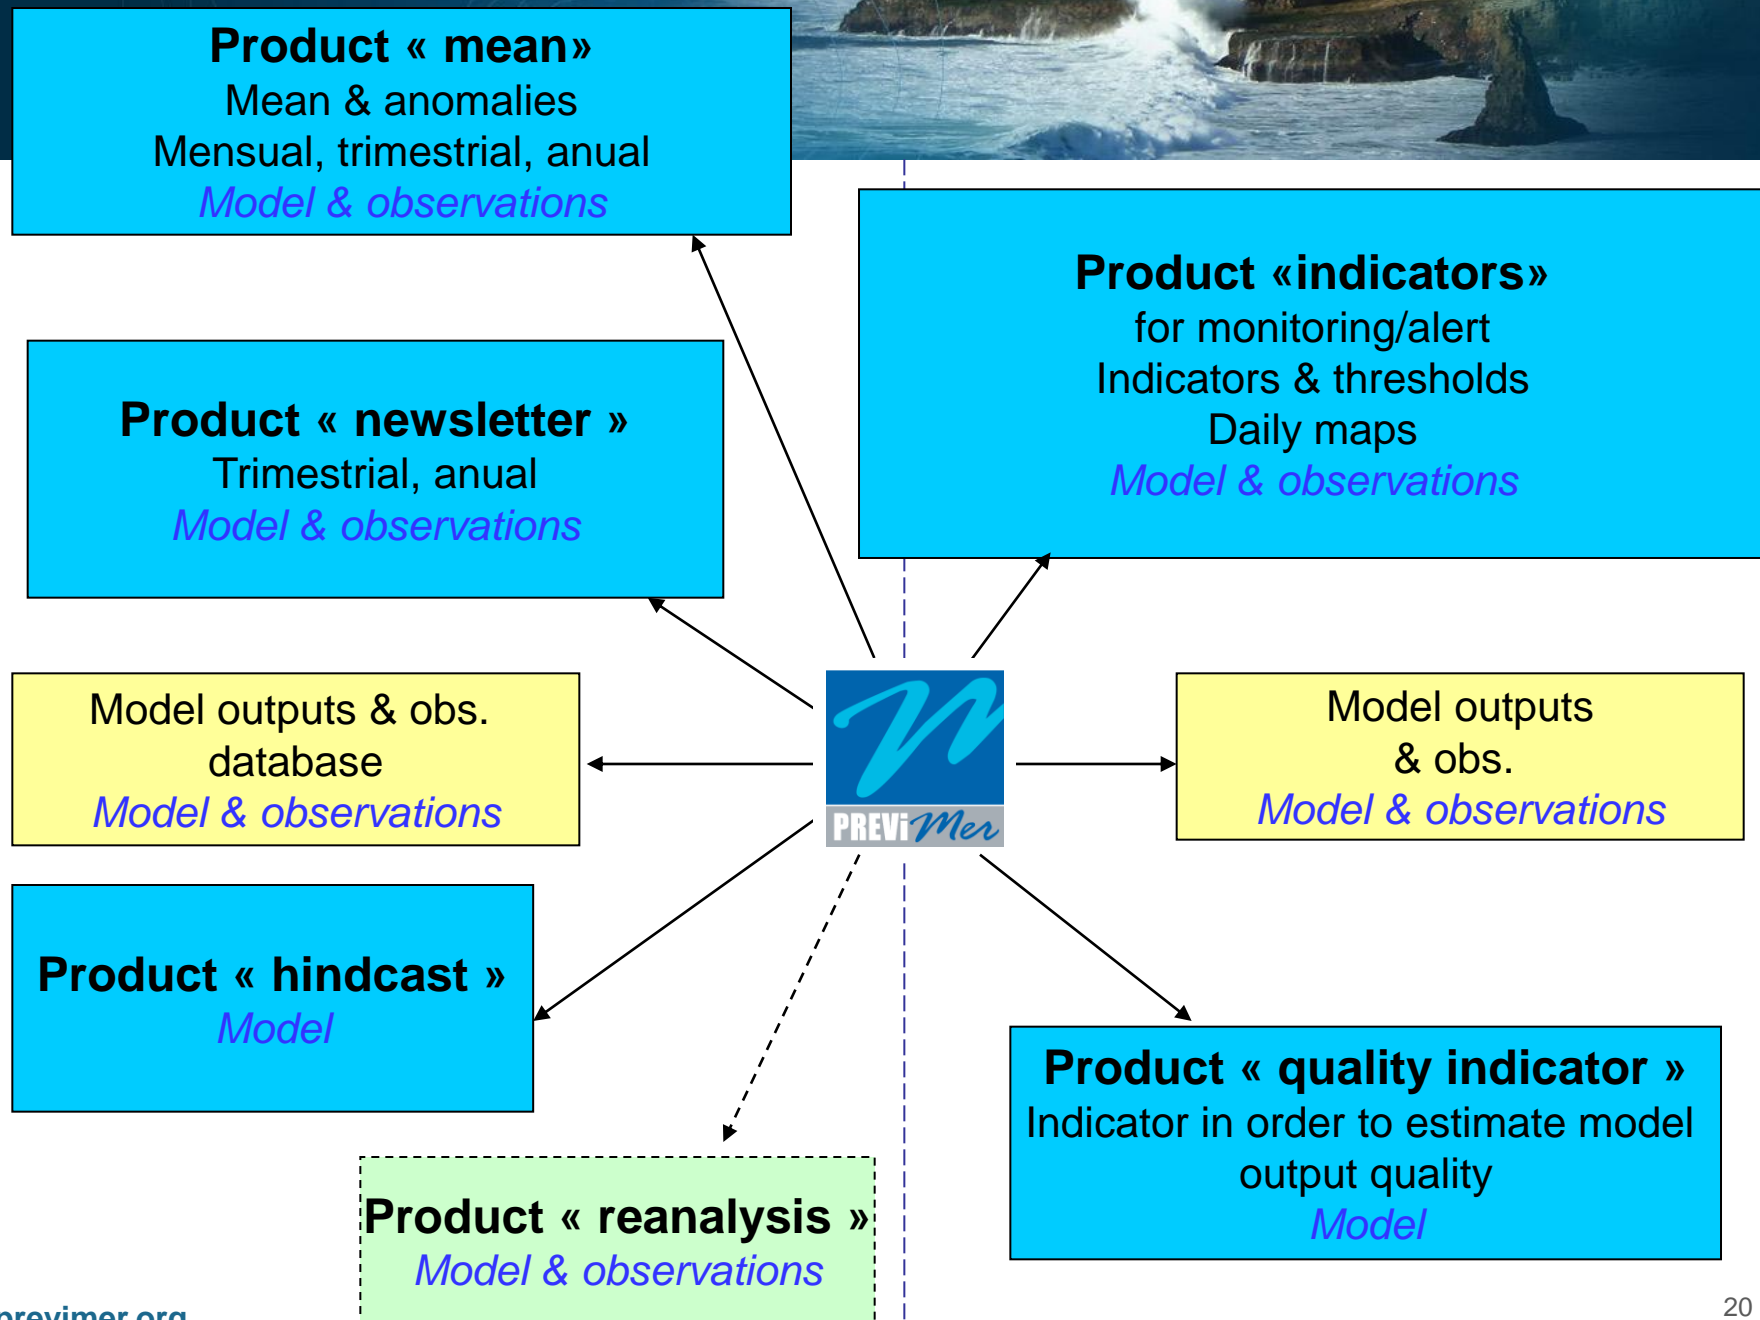 Product « mean»
Mean & anomalies
Mensual, trimestrial, anual
Model & observations
Product «indicators»
for monitoring/alert
Indicators & thresholds
Daily maps
Model & observations
Product « newsletter »
Trimestrial, anual
Model & observations
Model outputs & obs.
database
Model & observations
PREViMer
Model outputs
& obs.
Model & observations
Product « hindcast »
Model
Product « quality indicator »
Indicator in order to estimate model
output quality
Model
Product « reanalysis »
Model & observations
previmer.org
20